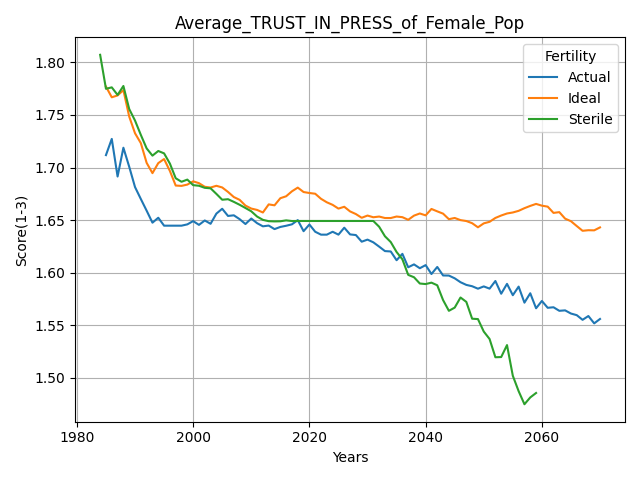 Average_TRUST_IN_PRESS_of_Female_Pop
Score(1-3)
1.80
1.75
1.70
1.65
1.60
1.55
1.50
Fertility
Actual
Ideal
Sterile
1980
2000
2020
2040
2060
Years